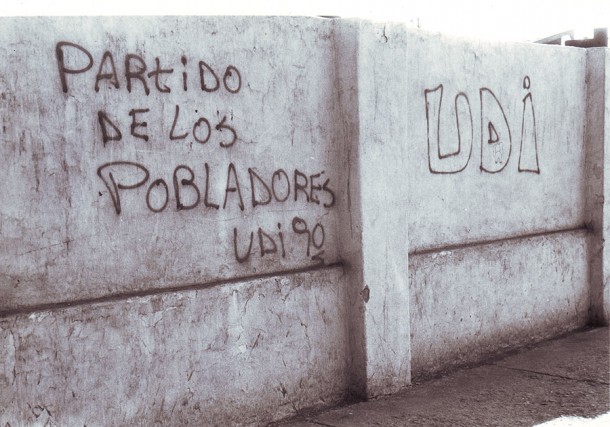 PARTiDO
DE LOS
POBLADORES
UDi 90
UDi